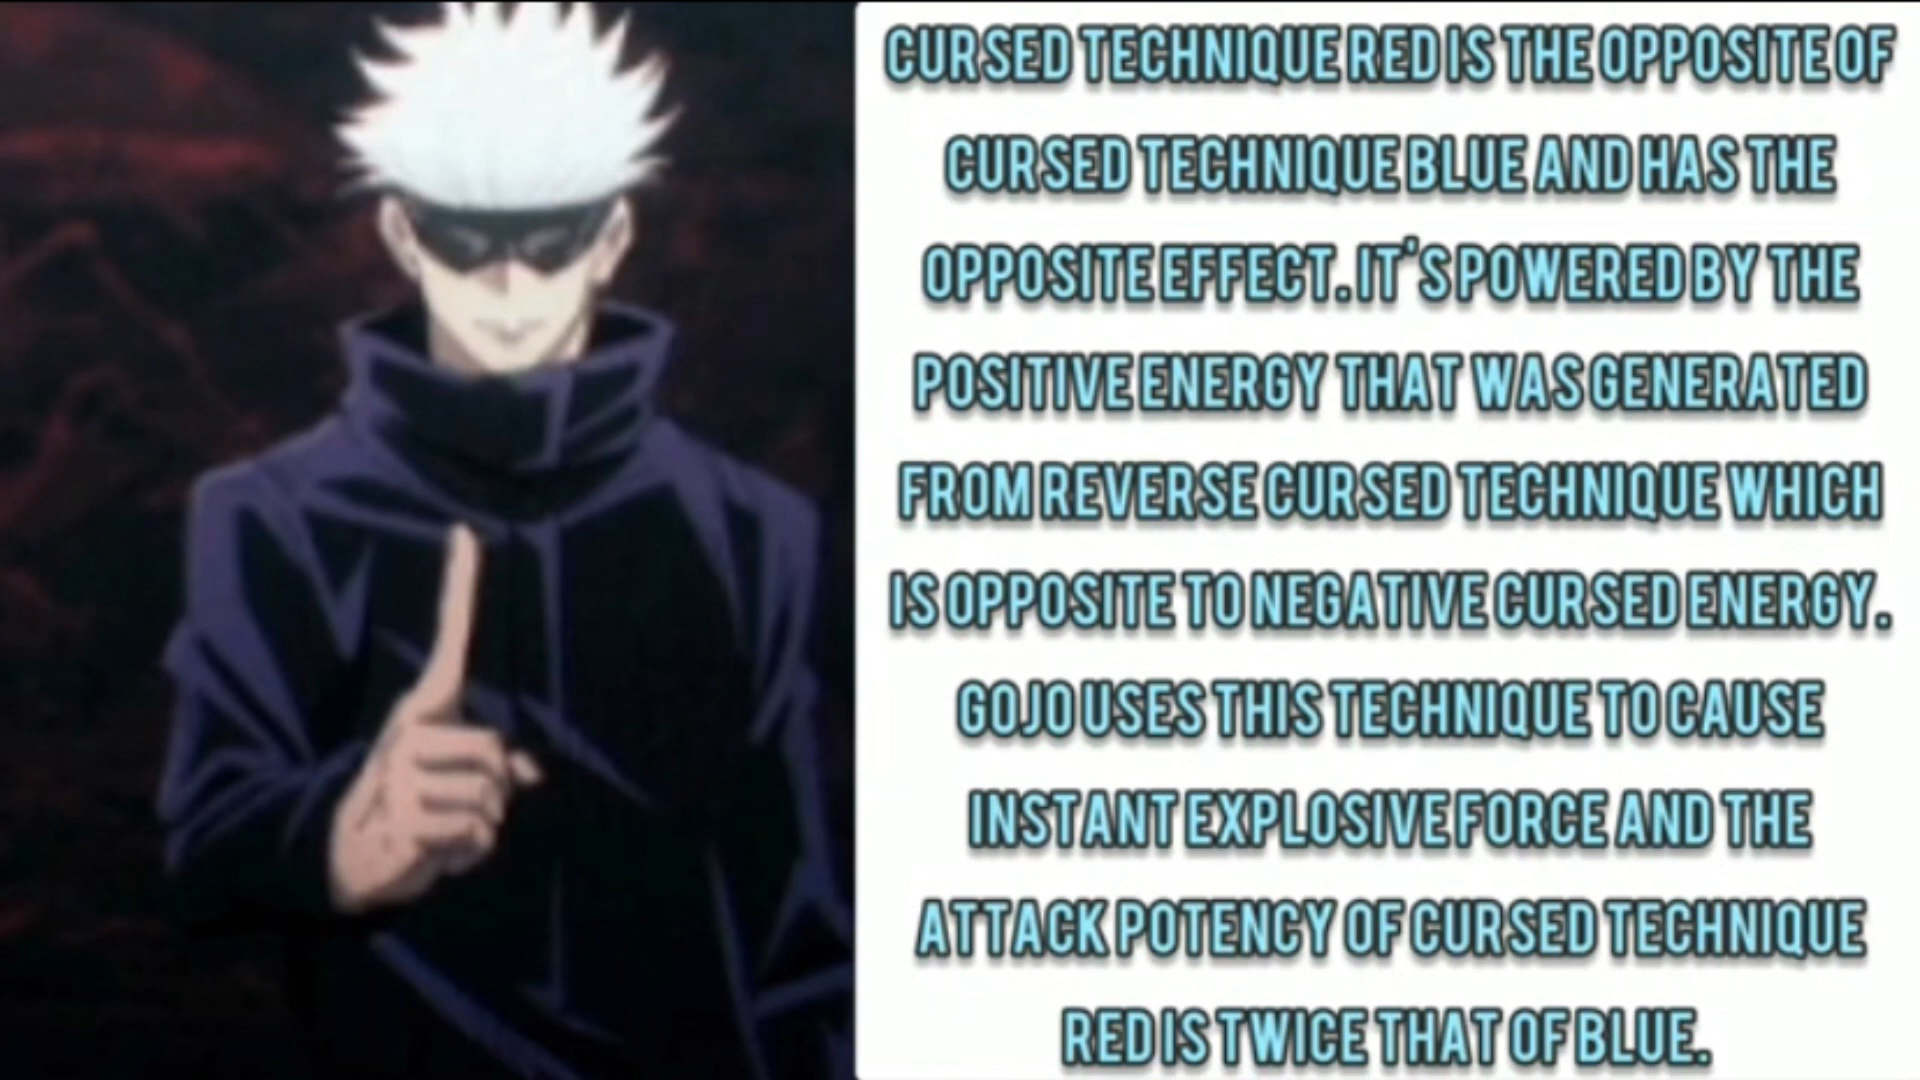 CURSED TECHNIQUE RED IS THE OPPOSITE OF
CURSED TECHNIQUE BLUE AND HAS THE
OPPOSITE EFFECT. IT'S POWERED BY THE
POSITIVE ENERGY THAT WAS GENERATED
FROM REVERSE CURSED TECHNIQUE WHICH
IS OPPOSITE TO NEGATIVE CURSED ENERGY.
GOJO USES THIS TECHNIQUE TO CAUSE
INSTANT EXPLOSIVE FORCE AND THE
ATTACK POTENCY OF CURSED TECHNIQUE
RED IS TWICE THAT OF BLUE.